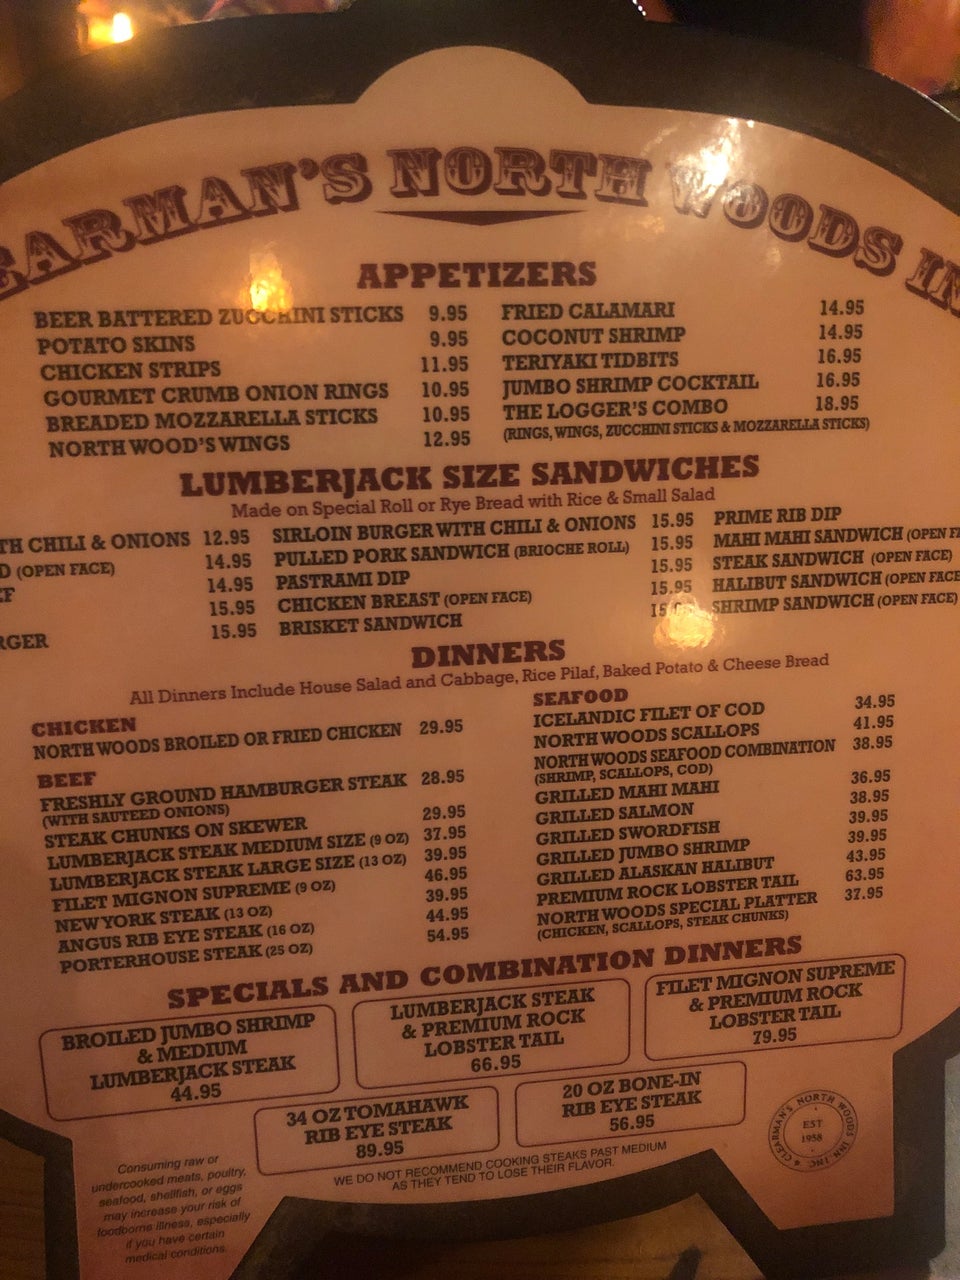 EARMAN'S NORTH WOODS IN
APPETIZERS
BEER BATTERED ZUCCHINI STICKS 9.95
POTATO SKINS 9.95
CHICKEN STRIPS 11.95
GOURMET CRUMB ONION RINGS 10.95
BREADED MOZZARELLA STICKS 10.95
NORTH WOOD'S WINGS 12.95
FRIED CALAMARI 14.95
COCONUT SHRIMP 14.95
TERIYAKI TIDBITS 16.95
JUMBO SHRIMP COCKTAIL 16.95
THE LOGGER'S COMBO 18.95
(RINGS, WINGS, ZUCCHINI STICKS & MOZZARELLA STICKS)
LUMBERJACK SIZE SANDWICHES
Made on Special Roll or Rye Bread with Rice & Small Salad
TH CHILI & ONIONS 12.95
D (OPEN FACE) 14.95
EF 14.95
15.95
RGER 15.95
SIRLOIN BURGER WITH CHILI & ONIONS 15.95
PULLED PORK SANDWICH (BRIOCHE ROLL) 15.95
PASTRAMI DIP 15.95
CHICKEN BREAST (OPEN FACE) 15.95
BRISKET SANDWICH
PRIME RIB DIP
MAHI MAHI SANDWICH (OPEN FA
STEAK SANDWICH (OPEN FACE)
HALIBUT SANDWICH (OPEN FACE
SHRIMP SANDWICH (OPEN FACE)
DINNERS
All Dinners Include House Salad and Cabbage, Rice Pilaf, Baked Potato & Cheese Bread
CHICKEN
NORTH WOODS BROILED OR FRIED CHICKEN 29.95
BEEF
FRESHLY GROUND HAMBURGER STEAK 28.95
(WITH SAUTEED ONIONS)
STEAK CHUNKS ON SKEWER 29.95
LUMBERJACK STEAK MEDIUM SIZE (9 OZ) 37.95
LUMBERJACK STEAK LARGE SIZE (13 OZ) 39.95
FILET MIGNON SUPREME (9 OZ) 46.95
NEW YORK STEAK (13 OZ) 39.95
ANGUS RIB EYE STEAK (16 OZ) 44.95
PORTERHOUSE STEAK (25 OZ) 54.95
SEAFOOD
ICELANDIC FILET OF COD 34.95
NORTH WOODS SCALLOPS 41.95
NORTH WOODS SEAFOOD COMBINATION 38.95
(SHRIMP, SCALLOPS, COD)
GRILLED MAHI MAHI 36.95
GRILLED SALMON 38.95
GRILLED SWORDFISH 39.95
GRILLED JUMBO SHRIMP 39.95
GRILLED ALASKAN HALIBUT 43.95
PREMIUM ROCK LOBSTER TAIL 63.95
NORTH WOODS SPECIAL PLATTER 37.95
(CHICKEN, SCALLOPS, STEAK CHUNKS)
SPECIALS AND COMBINATION DINNERS
BROILED JUMBO SHRIMP
& MEDIUM
LUMBERJACK STEAK
44.95
LUMBERJACK STEAK
& PREMIUM ROCK
LOBSTER TAIL
66.95
FILET MIGNON SUPREME
& PREMIUM ROCK
LOBSTER TAIL
79.95
34 OZ TOMAHAWK
RIB EYE STEAK
89.95
20 OZ BONE-IN
RIB EYE STEAK
56.95
CLEARMAN'S NORTH WOODS INN INC.
EST
1958
Consuming raw or
undercooked meats, poultry,
seafood, shellfish, or eggs
may increase your risk of
foodborne illness, especially
if you have certain
medical conditions.
WE DO NOT RECOMMEND COOKING STEAKS PAST MEDIUM
AS THEY TEND TO LOSE THEIR FLAVOR.